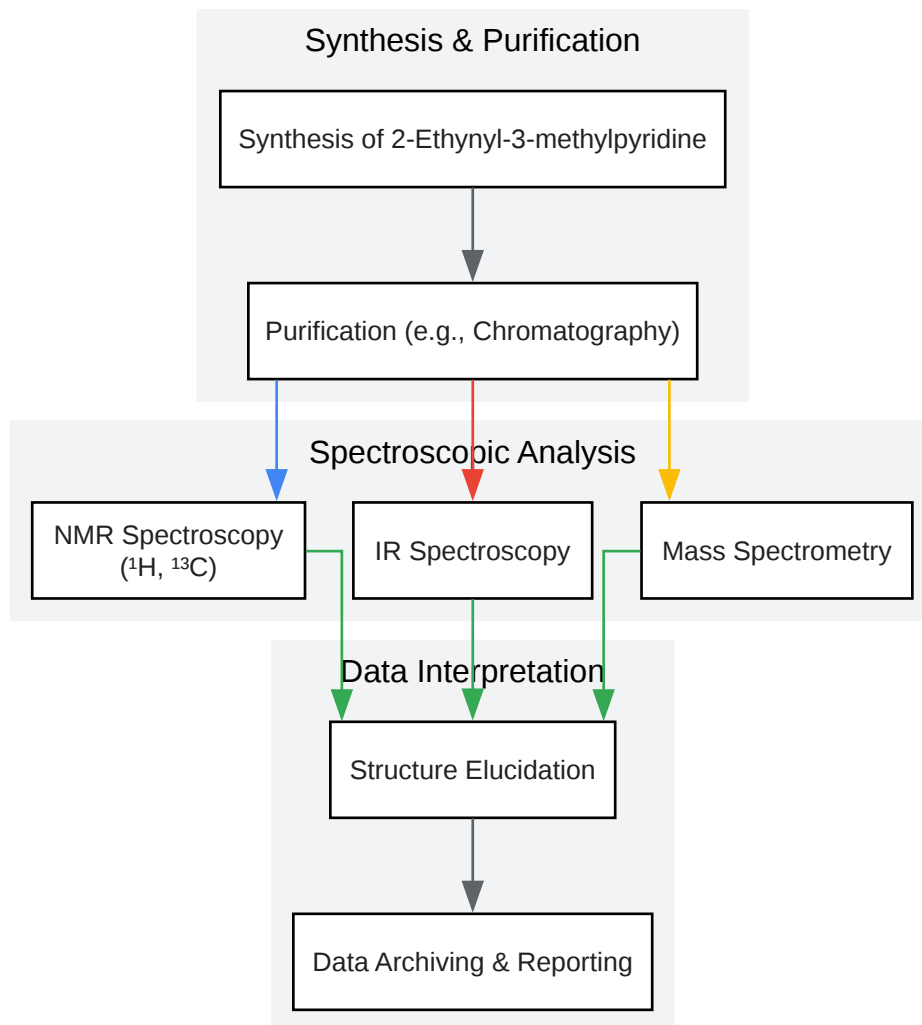 Synthesis & Purification
Synthesis of 2-Ethynyl-3-methylpyridine
Purification (e.g., Chromatography)
Spectroscopic Analysis
NMR Spectroscopy
(¹H, ¹³C)
IR Spectroscopy
Mass Spectrometry
Data Interpretation
Structure Elucidation
Data Archiving & Reporting